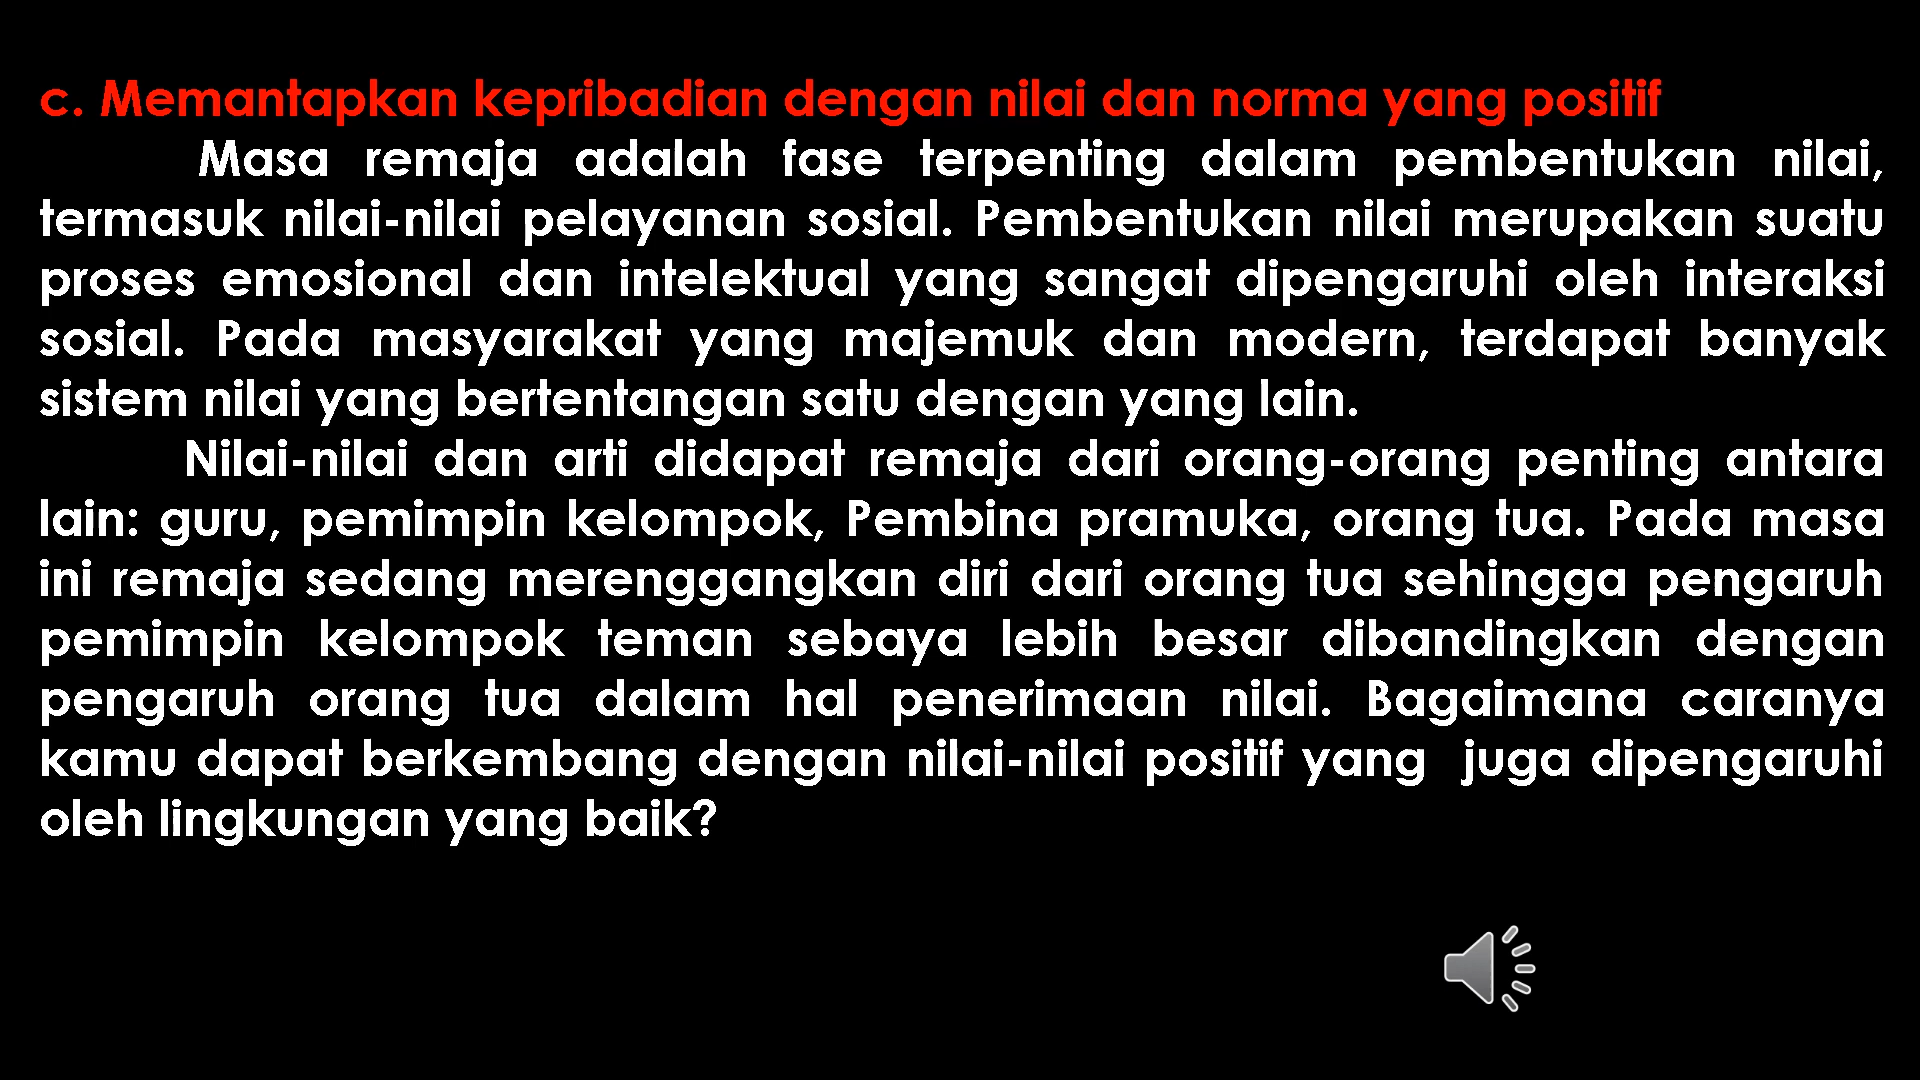 c. Memantapkan kepribadian dengan nilai dan norma yang positif
Masa remaja adalah fase terpenting dalam pembentukan nilai,
termasuk nilai-nilai pelayanan sosial. Pembentukan nilai merupakan suatu
proses emosional dan intelektual yang sangat dipengaruhi oleh interaksi
sosial. Pada masyarakat yang majemuk dan modern, terdapat banyak
sistem nilai yang bertentangan satu dengan yang lain.
Nilai-nilai dan arti didapat remaja dari orang-orang penting antara
lain: guru, pemimpin kelompok, Pembina pramuka, orang tua. Pada masa
ini remaja sedang merenggangkan diri dari orang tua sehingga pengaruh
pemimpin kelompok teman sebaya lebih besar dibandingkan dengan
pengaruh orang tua dalam hal penerimaan nilai. Bagaimana caranya
kamu dapat berkembang dengan nilai-nilai positif yang juga dipengaruhi
oleh lingkungan yang baik?